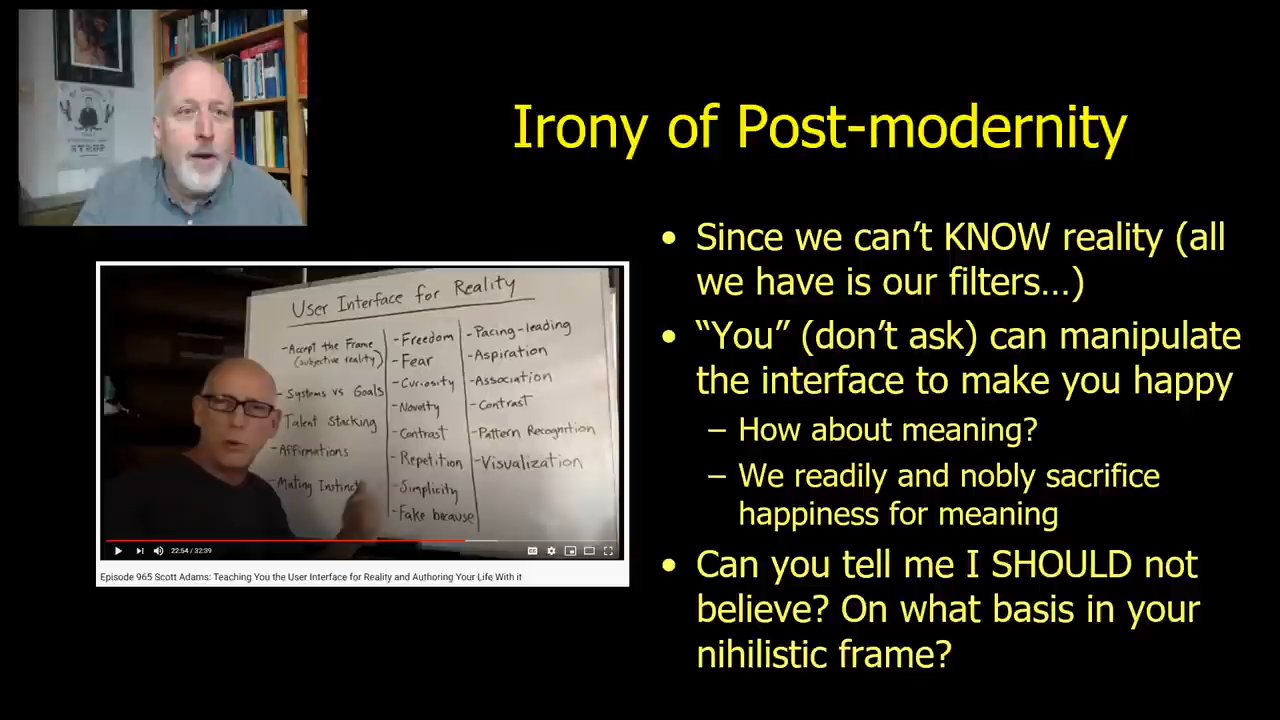 Irony of Post-modernity
User Interface for Reality
-Accept the Frame
(subjective reality)
- Systems vs Goals
Talent Stacking
-Affirmations
-Mating Instinct
-Freedom
-Fear
-Curiosity
-Novelty
-Contrast
-Repetition
-Simplicity
-Fake because
-Pacing-leading
-Aspiration
-Association
-Contrast
-Pattern Recognition
-Visualization
22:54 / 32:39
Episode 965 Scott Adams: Teaching You the User Interface for Reality and Authoring Your Life With it
• Since we can’t KNOW reality (all
we have is our filters…)
• “You” (don’t ask) can manipulate
the interface to make you happy
– How about meaning?
– We readily and nobly sacrifice
happiness for meaning
• Can you tell me I SHOULD not
believe? On what basis in your
nihilistic frame?